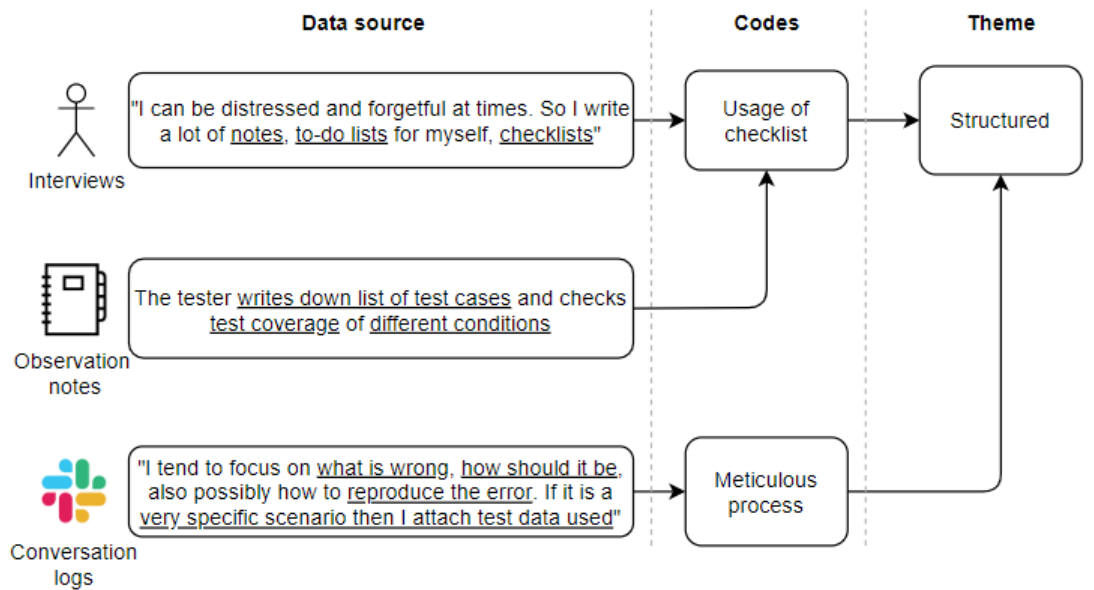 Data source
Codes
Theme
"I can be distressed and forgetful at times. So I write
a lot of notes, to-do lists for myself, checklists"
Usage of
checklist
Structured
Interviews
The tester writes down list of test cases and checks
test coverage of different conditions
Observation
notes
"I tend to focus on what is wrong, how should it be,
also possibly how to reproduce the error. If it is a
very specific scenario then I attach test data used"
Meticulous
process
Conversation
logs